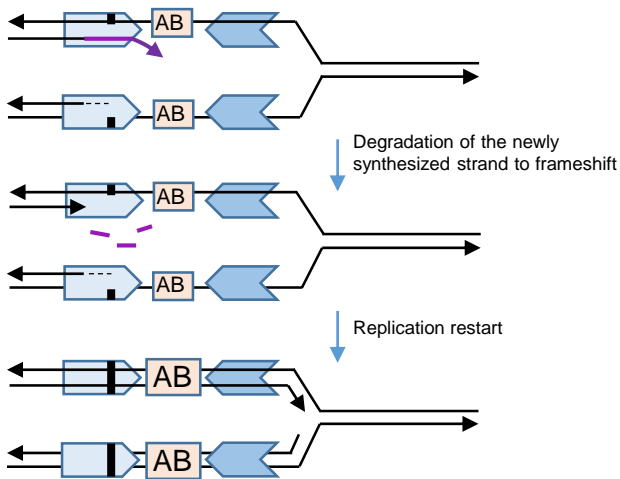 AB
AB
Degradation of the newly
synthesized strand to frameshift
AB
AB
Replication restart
AB
AB